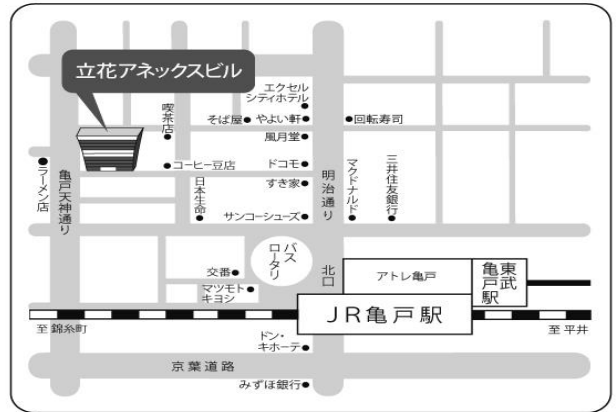 立花アネックスビル
エクセル
シティホテル
喫茶店
そば屋
やよい軒
回転寿司
風月堂
コーヒー豆店
ドコモ
ラーメン店
亀戸天神通り
日本生命
すき家
明治通り
マクドナルド
三井住友銀行
サンコーシューズ
バス
ロータリ
交番
マツモト
キヨシ
北口
アトレ亀戸
東武
亀戸駅
JR亀戸駅
至 錦糸町
至 平井
ドン・
キホーテ
京葉道路
みずほ銀行